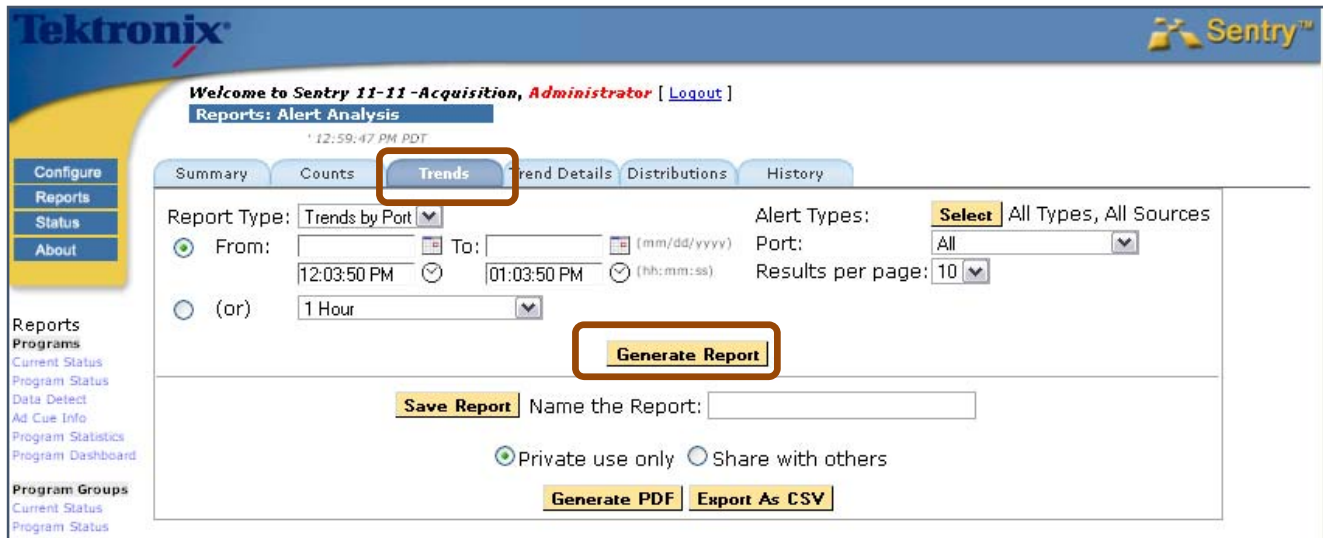 Tektronix
Sentry™
Welcome to Sentry 11-11 -Acquisition, Administrator [ Logout ]
Reports: Alert Analysis
' 12:59:47 PM PDT
Configure
Reports
Status
About
Summary Counts Trends Trend Details Distributions History
Report Type: Trends by Port
Alert Types: Select All Types, All Sources
From: To: (mm/dd/yyyy)
Port: All
12:03:50 PM 01:03:50 PM (hh:mm:ss)
Results per page: 10
(or) 1 Hour
Generate Report
Save Report Name the Report:
Private use only Share with others
Generate PDF Export As CSV
Reports
Programs
Current Status
Program Status
Data Detect
Ad Cue Info
Program Statistics
Program Dashboard
Program Groups
Current Status
Program Status